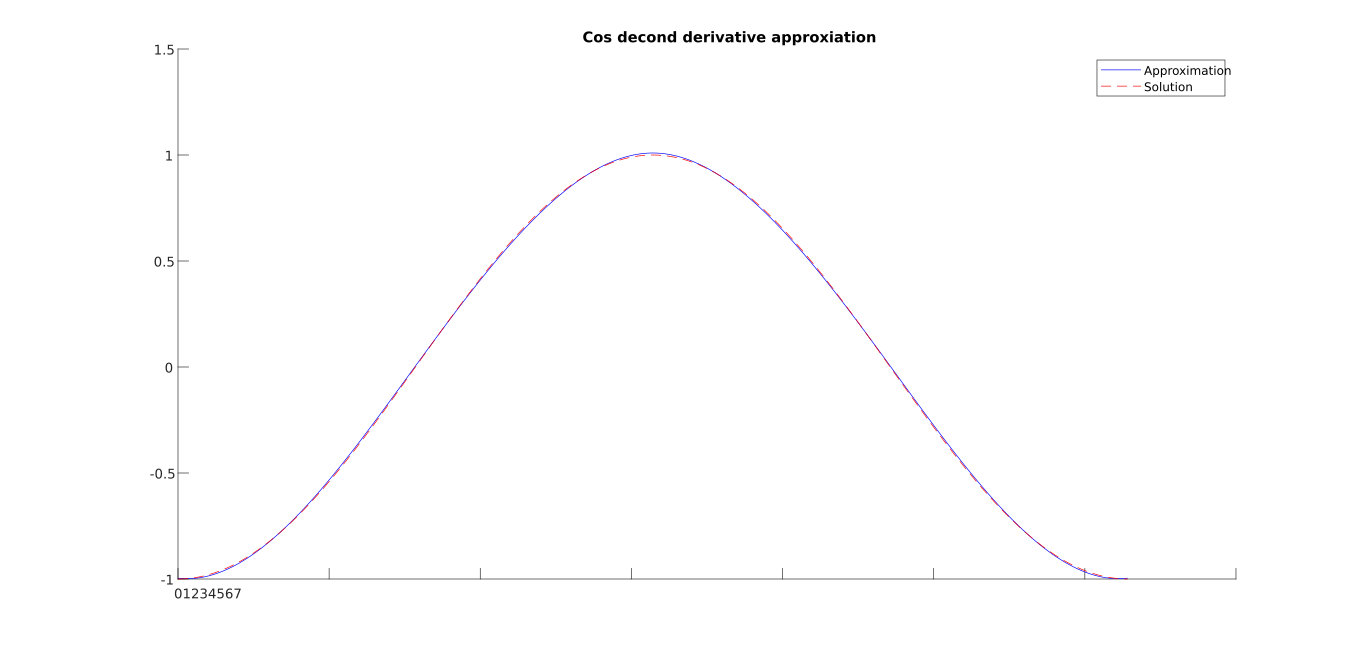 Cos decond derivative approxiation
1.5
Approximation
Solution
1
0.5
0
-0.5
-1
01234567